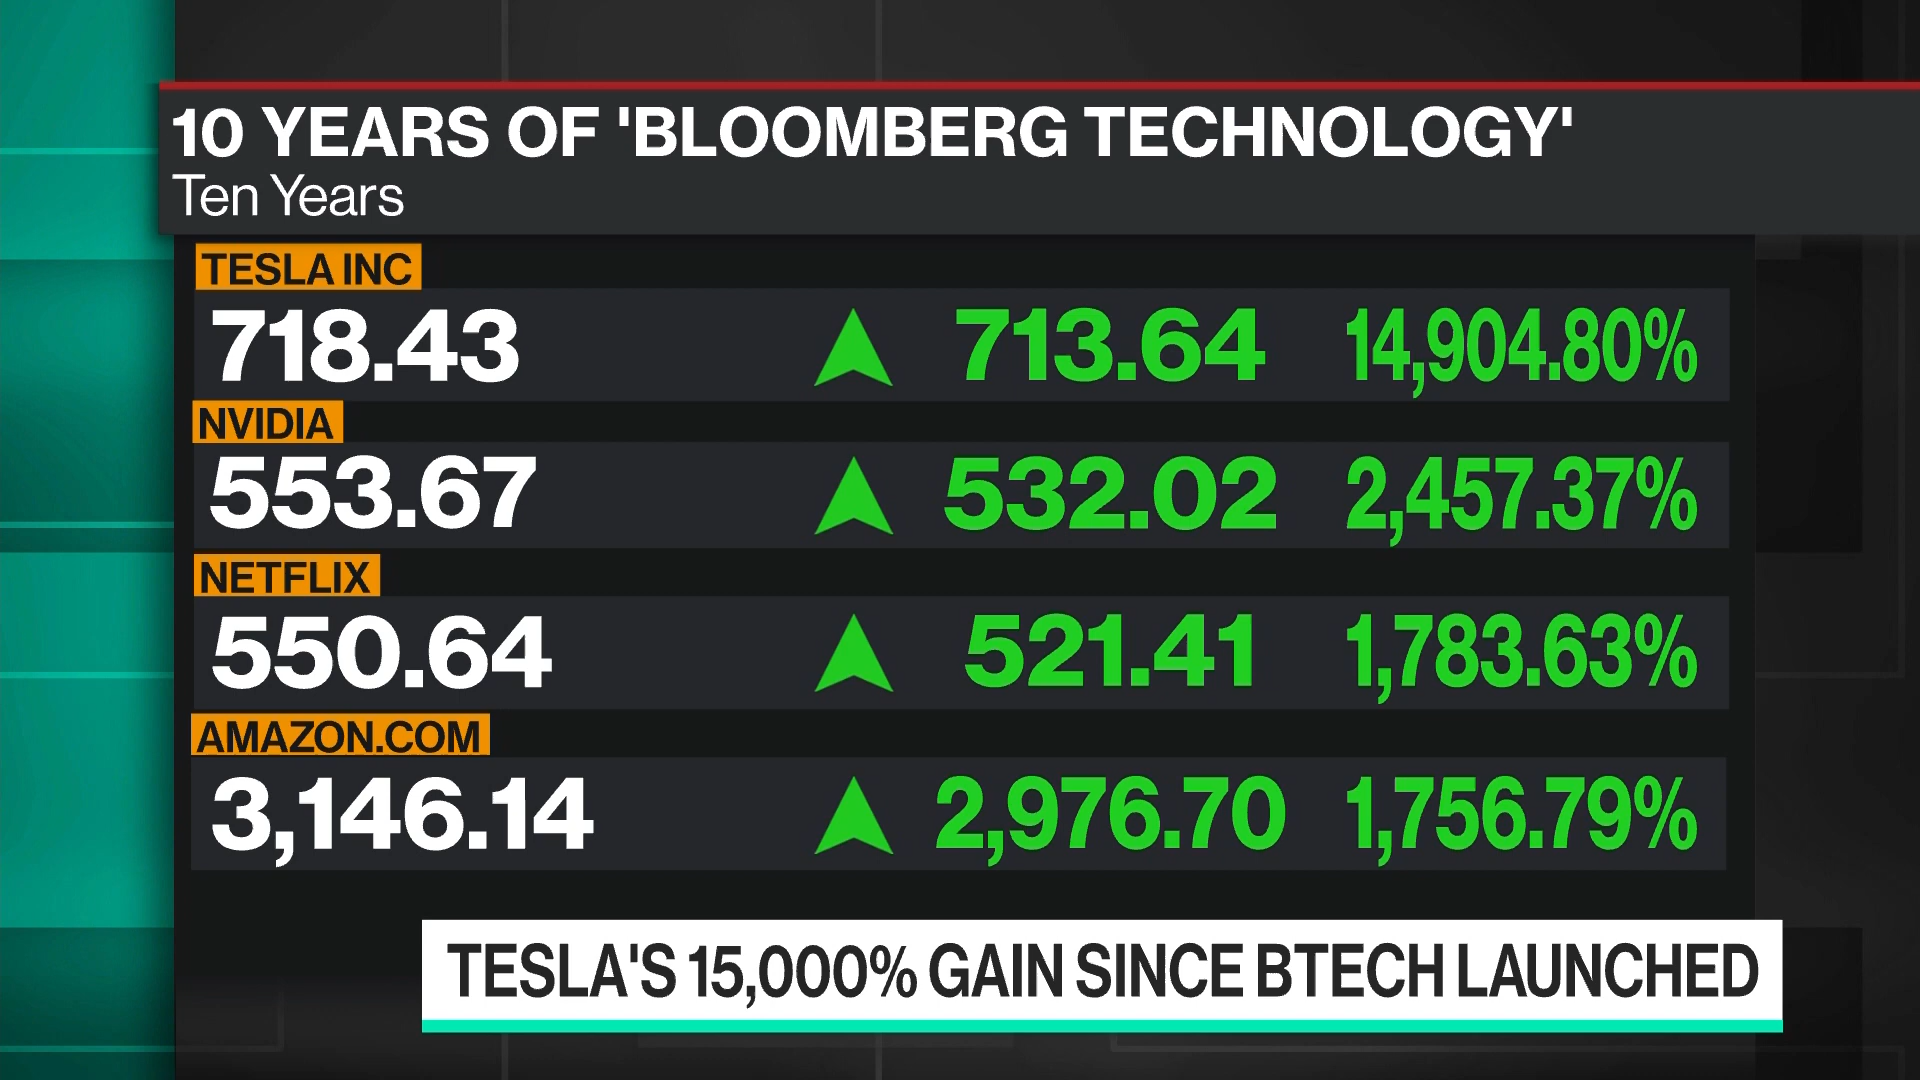 10 YEARS OF 'BLOOMBERG TECHNOLOGY'
Ten Years
TESLA INC
718.43 713.64 14,904.80%
NVIDIA
553.67 532.02 2,457.37%
NETFLIX
550.64 521.41 1,783.63%
AMAZON.COM
3,146.14 2,976.70 1,756.79%
TESLA'S 15,000% GAIN SINCE BTECH LAUNCHED